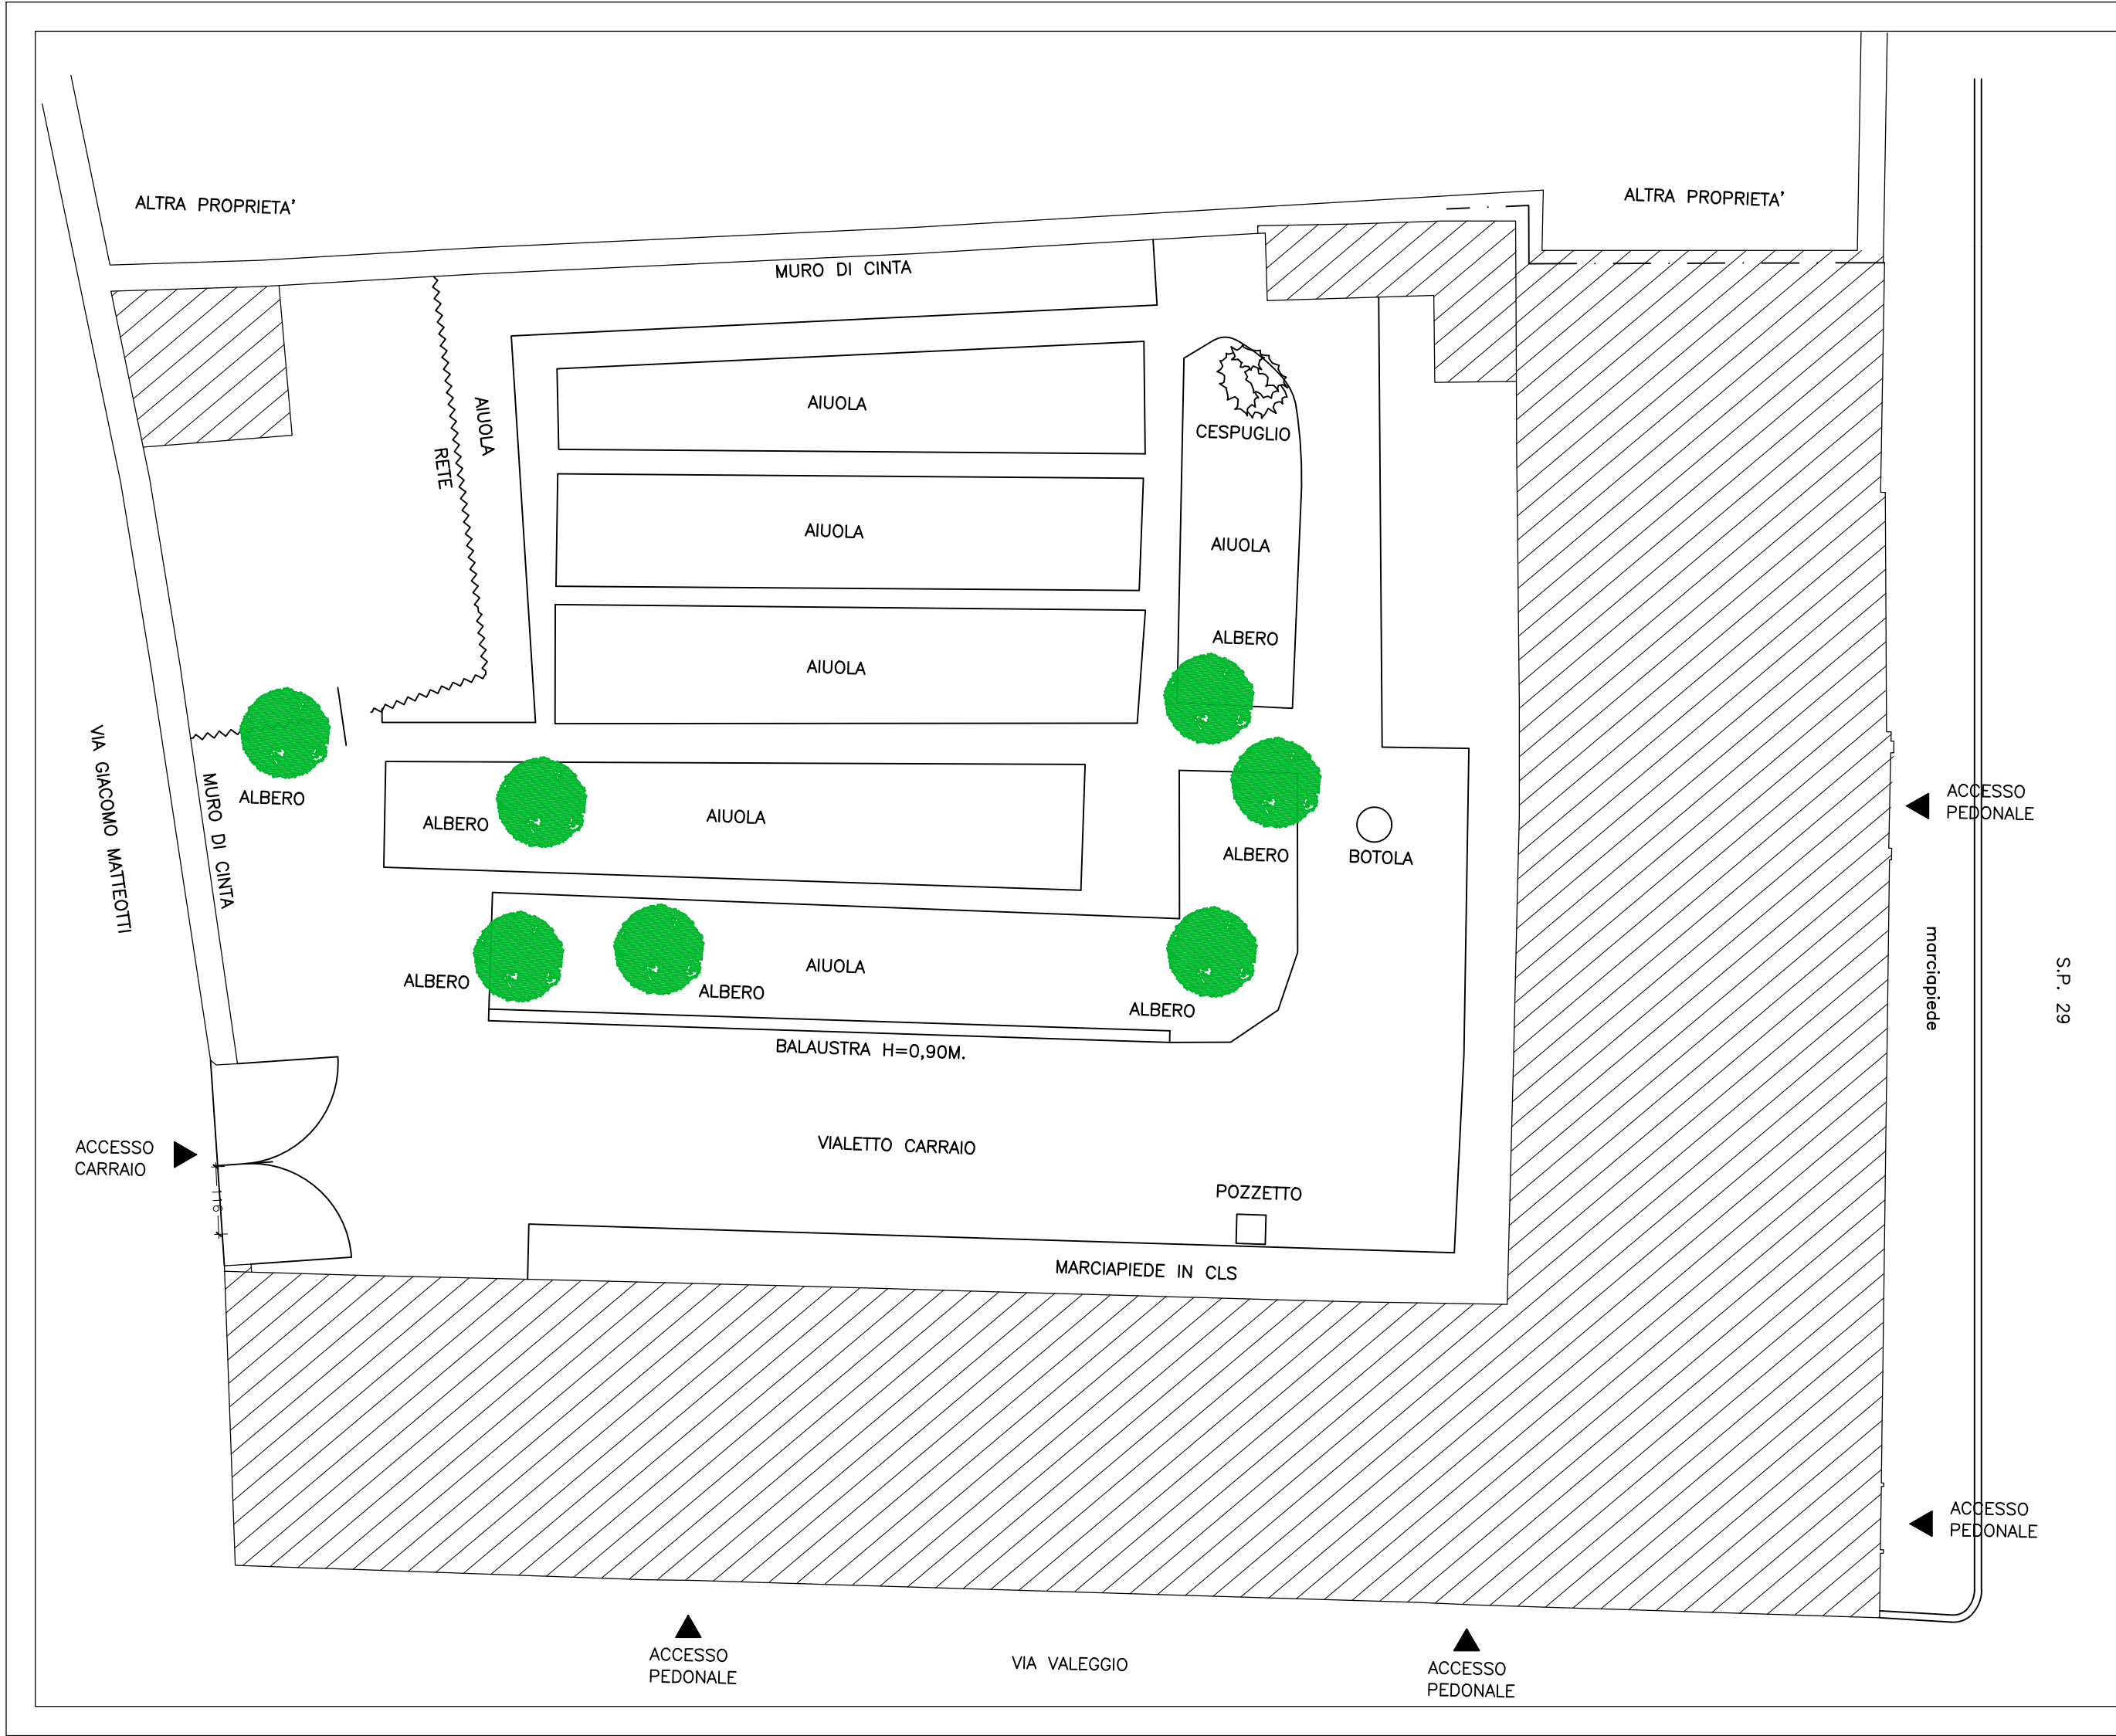 ALTRA PROPRIETA'
ALTRA PROPRIETA'
MURO DI CINTA
AIUOLA
RETE
AIUOLA
CESPUGLIO
AIUOLA
AIUOLA
ALBERO
AIUOLA
VIA GIACOMO MATTEOTTI
MURO DI CINTA
ALBERO
ALBERO
AIUOLA
ALBERO
BOTOLA
ACCESSO
PEDONALE
ALBERO
ALBERO
AIUOLA
ALBERO
marciapiede
S.P. 29
BALAUSTRA H=0,90M.
ACCESSO
CARRAIO
116
VIALETTO CARRAIO
POZZETTO
MARCIAPIEDE IN CLS
ACCESSO
PEDONALE
ACCESSO
PEDONALE
VIA VALEGGIO
ACCESSO
PEDONALE